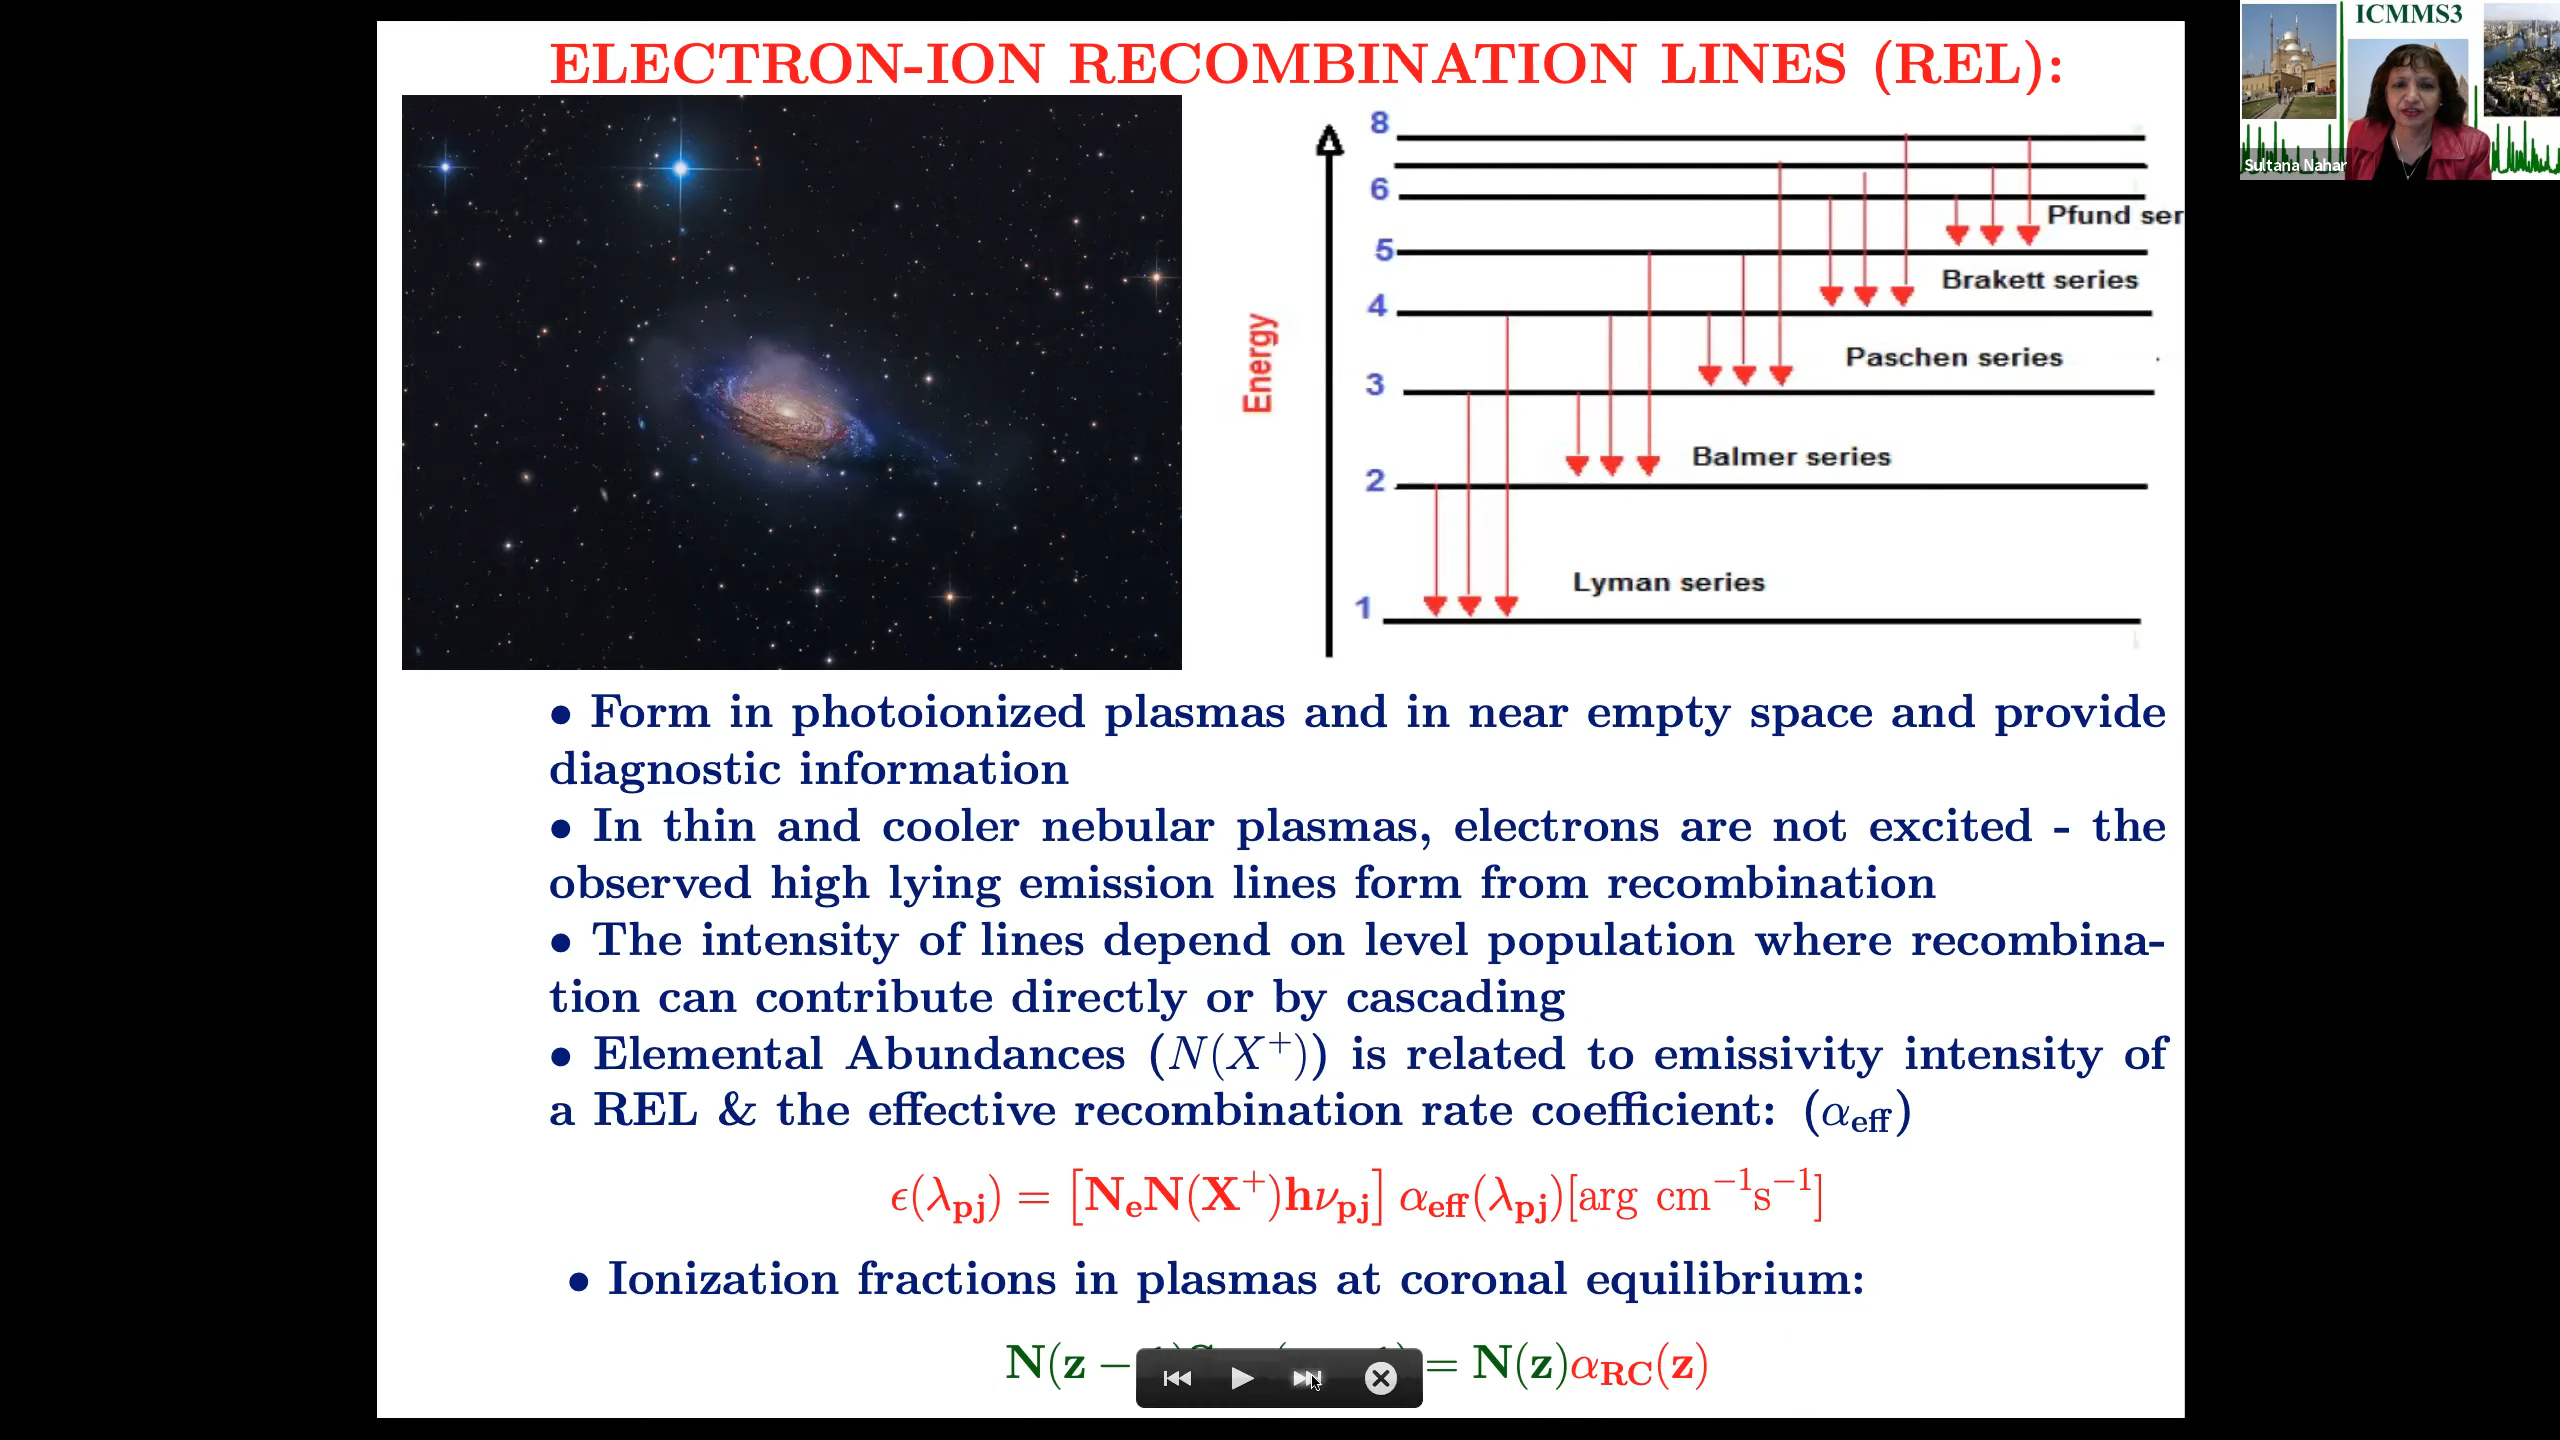 ELECTRON-ION RECOMBINATION LINES (REL):
ICMMS3
Sultana Nahar
Energy
8
6
5
4
3
2
1
Pfund ser
Brakett series
Paschen series
Balmer series
Lyman series
• Form in photoionized plasmas and in near empty space and provide
diagnostic information
• In thin and cooler nebular plasmas, electrons are not excited - the
observed high lying emission lines form from recombination
• The intensity of lines depend on level population where recombina-
tion can contribute directly or by cascading
• Elemental Abundances (N(X⁺)) is related to emissivity intensity of
a REL & the effective recombination rate coefficient: (α_eff)
ϵ(λ_pj) = [N_e N(X⁺)hν_pj] α_eff(λ_pj)[arg cm⁻¹s⁻¹]
• Ionization fractions in plasmas at coronal equilibrium:
N(z − = N(z)α_RC(z)